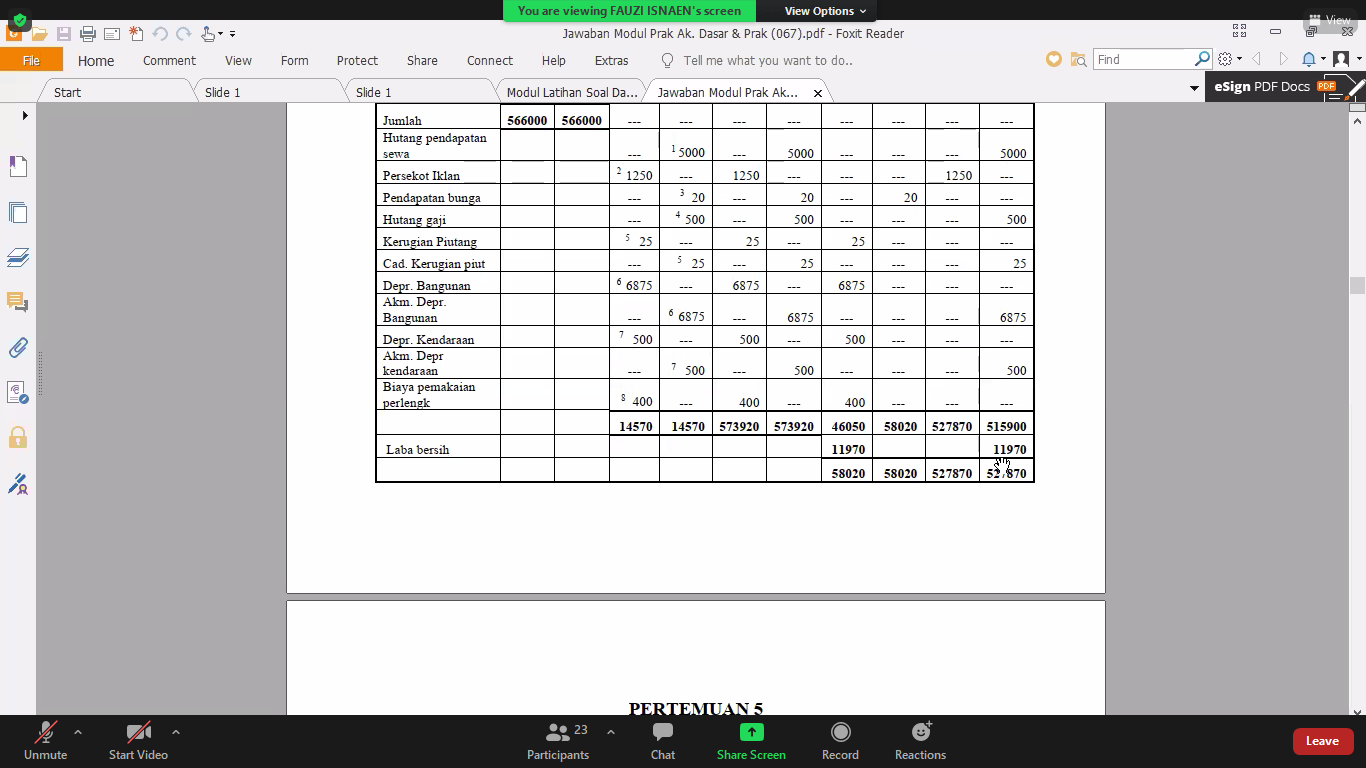 You are viewing FAUZI ISNAEN's screen View Options
View
Jawaban Modul Prak Ak. Dasar & Prak (067).pdf - Foxit Reader
File Home Comment View Form Protect Share Connect Help Extras Tell me what you want to do.. Find
Start Slide 1 Slide 1 Modul Latihan Soal Da... Jawaban Modul Prak Ak... eSign PDF Docs PDF
Jumlah 566000 566000 --- --- --- --- --- --- --- ---
Hutang pendapatan
sewa --- 1 5000 --- 5000 --- --- --- 5000
Persekot Iklan 2 1250 --- 1250 --- --- --- 1250 ---
Pendapatan bunga --- 3 20 --- 20 --- 20 --- ---
Hutang gaji --- 4 500 --- 500 --- --- --- 500
Kerugian Piutang 5 25 --- 25 --- 25 --- --- ---
Cad. Kerugian piut --- 5 25 --- 25 --- --- --- 25
Depr. Bangunan 6 6875 --- 6875 --- 6875 --- --- ---
Akm. Depr.
Bangunan --- 6 6875 --- 6875 --- --- --- 6875
Depr. Kendaraan 7 500 --- 500 --- 500 --- --- ---
Akm. Depr
kendaraan --- 7 500 --- 500 --- --- --- 500
Biaya pemakaian
perlengk 8 400 --- 400 --- 400 --- --- ---
14570 14570 573920 573920 46050 58020 527870 515900
Laba bersih 11970 11970
58020 58020 527870 527870
PERTEMUAN 5
Unmute Start Video Participants 23 Chat Share Screen Record Reactions Leave